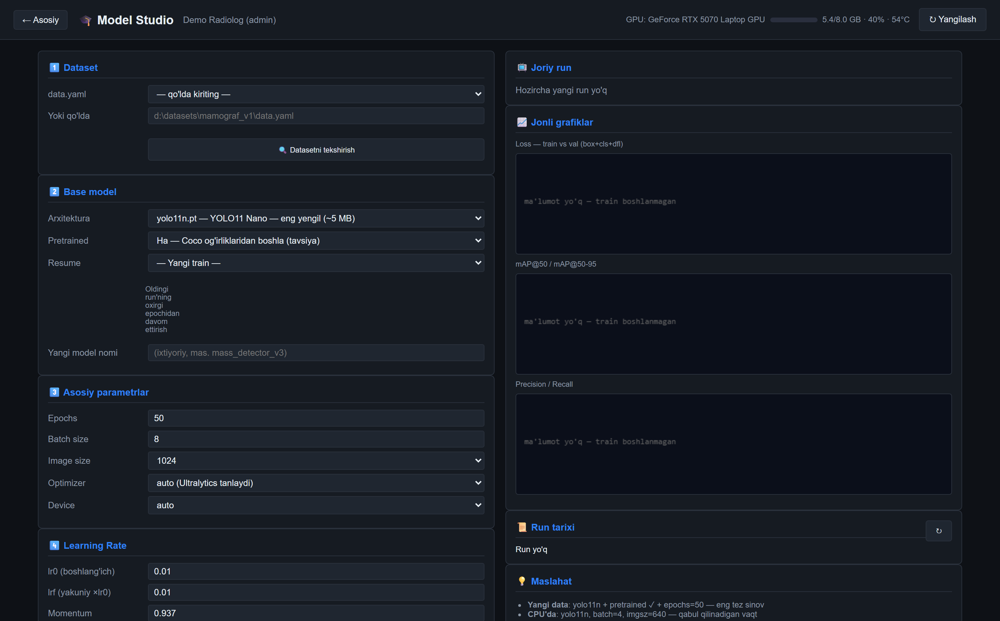 ← Asosiy
🎓 Model Studio
Demo Radiolog (admin)
GPU: GeForce RTX 5070 Laptop GPU
5.4/8.0 GB · 40% · 54°C
↻ Yangilash
1️⃣ Dataset
data.yaml
— qo'lda kiriting —
Yoki qo'lda
d:\datasets\mamograf_v1\data.yaml
🔍 Datasetni tekshirish
2️⃣ Base model
Arxitektura
yolo11n.pt — YOLO11 Nano — eng yengil (~5 MB)
Pretrained
Ha — Coco og'irliklaridan boshla (tavsiya)
Resume
— Yangi train —
Oldingi
run'ning
oxirgi
epochidan
davom
ettirish
Yangi model nomi
(ixtiyoriy, mas. mass_detector_v3)
3️⃣ Asosiy parametrlar
Epochs
50
Batch size
8
Image size
1024
Optimizer
auto (Ultralytics tanlaydi)
Device
auto
4️⃣ Learning Rate
lr0 (boshlang'ich)
0.01
lrf (yakuniy ×lr0)
0.01
Momentum
0.937
📺 Joriy run
Hozircha yangi run yo'q
📈 Jonli grafiklar
Loss — train vs val (box+cls+dfl)
ma'lumot yo'q — train boshlanmagan
mAP@50 / mAP@50-95
ma'lumot yo'q — train boshlanmagan
Precision / Recall
ma'lumot yo'q — train boshlanmagan
📜 Run tarixi
↻
Run yo'q
💡 Maslahat
• Yangi data: yolo11n + pretrained ✓ + epochs=50 — eng tez sinov
• CPU'da: yolo11n, batch=4, imgsz=640 — qabul qilinadigan vaqt